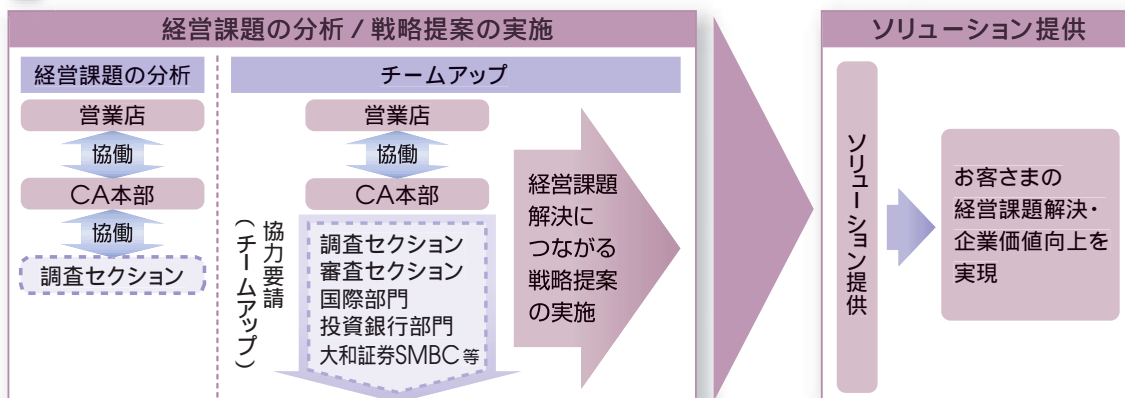 経営課題の分析 / 戦略提案の実施
経営課題の分析
営業店
協働
CA本部
協働
調査セクション
チームアップ
営業店
協働
CA本部
協力要請
(チームアップ)
調査セクション
審査セクション
国際部門
投資銀行部門
大和証券SMBC 等
経営課題
解決に
つながる
戦略提案
の実施
ソリューション提供
ソリューション提供
お客さまの
経営課題解決・
企業価値向上を
実現